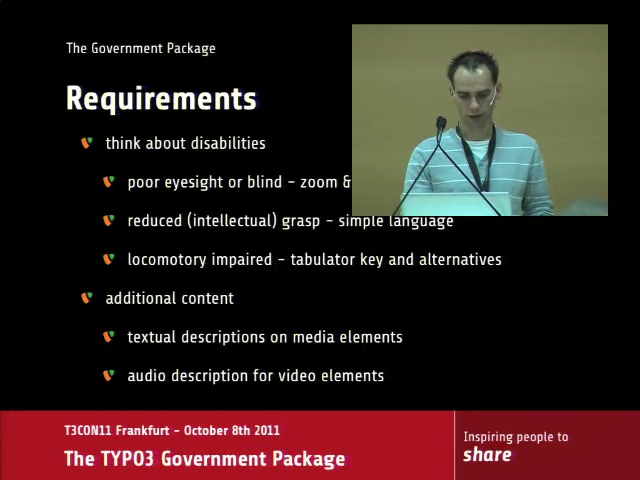 The Government Package
Requirements
think about disabilities
poor eyesight or blind - zoom &
reduced (intellectual) grasp - simple language
locomotory impaired - tabulator key and alternatives
additional content
textual descriptions on media elements
audio description for video elements
T3CON11 Frankfurt - October 8th 2011
The TYPO3 Government Package
Inspiring people to
share